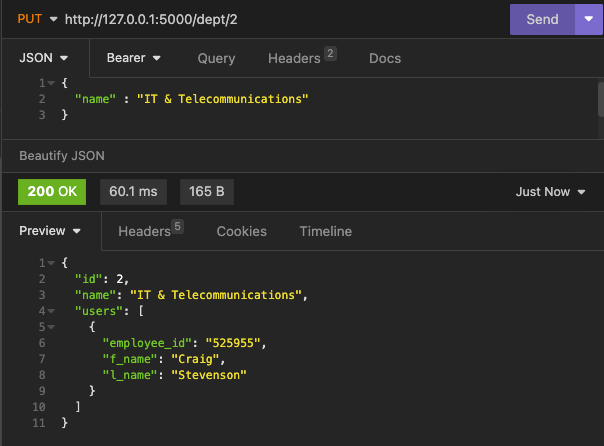 PUT http://127.0.0.1:5000/dept/2 Send
JSON Bearer Query Headers 2 Docs
1 {
2 "name" : "IT & Telecommunications"
3 }
Beautify JSON
200 OK 60.1 ms 165 B Just Now
Preview Headers 5 Cookies Timeline
1 {
2 "id": 2,
3 "name": "IT & Telecommunications",
4 "users": [
5 {
6 "employee_id": "525955",
7 "f_name": "Craig",
8 "l_name": "Stevenson"
9 }
10 ]
11 }